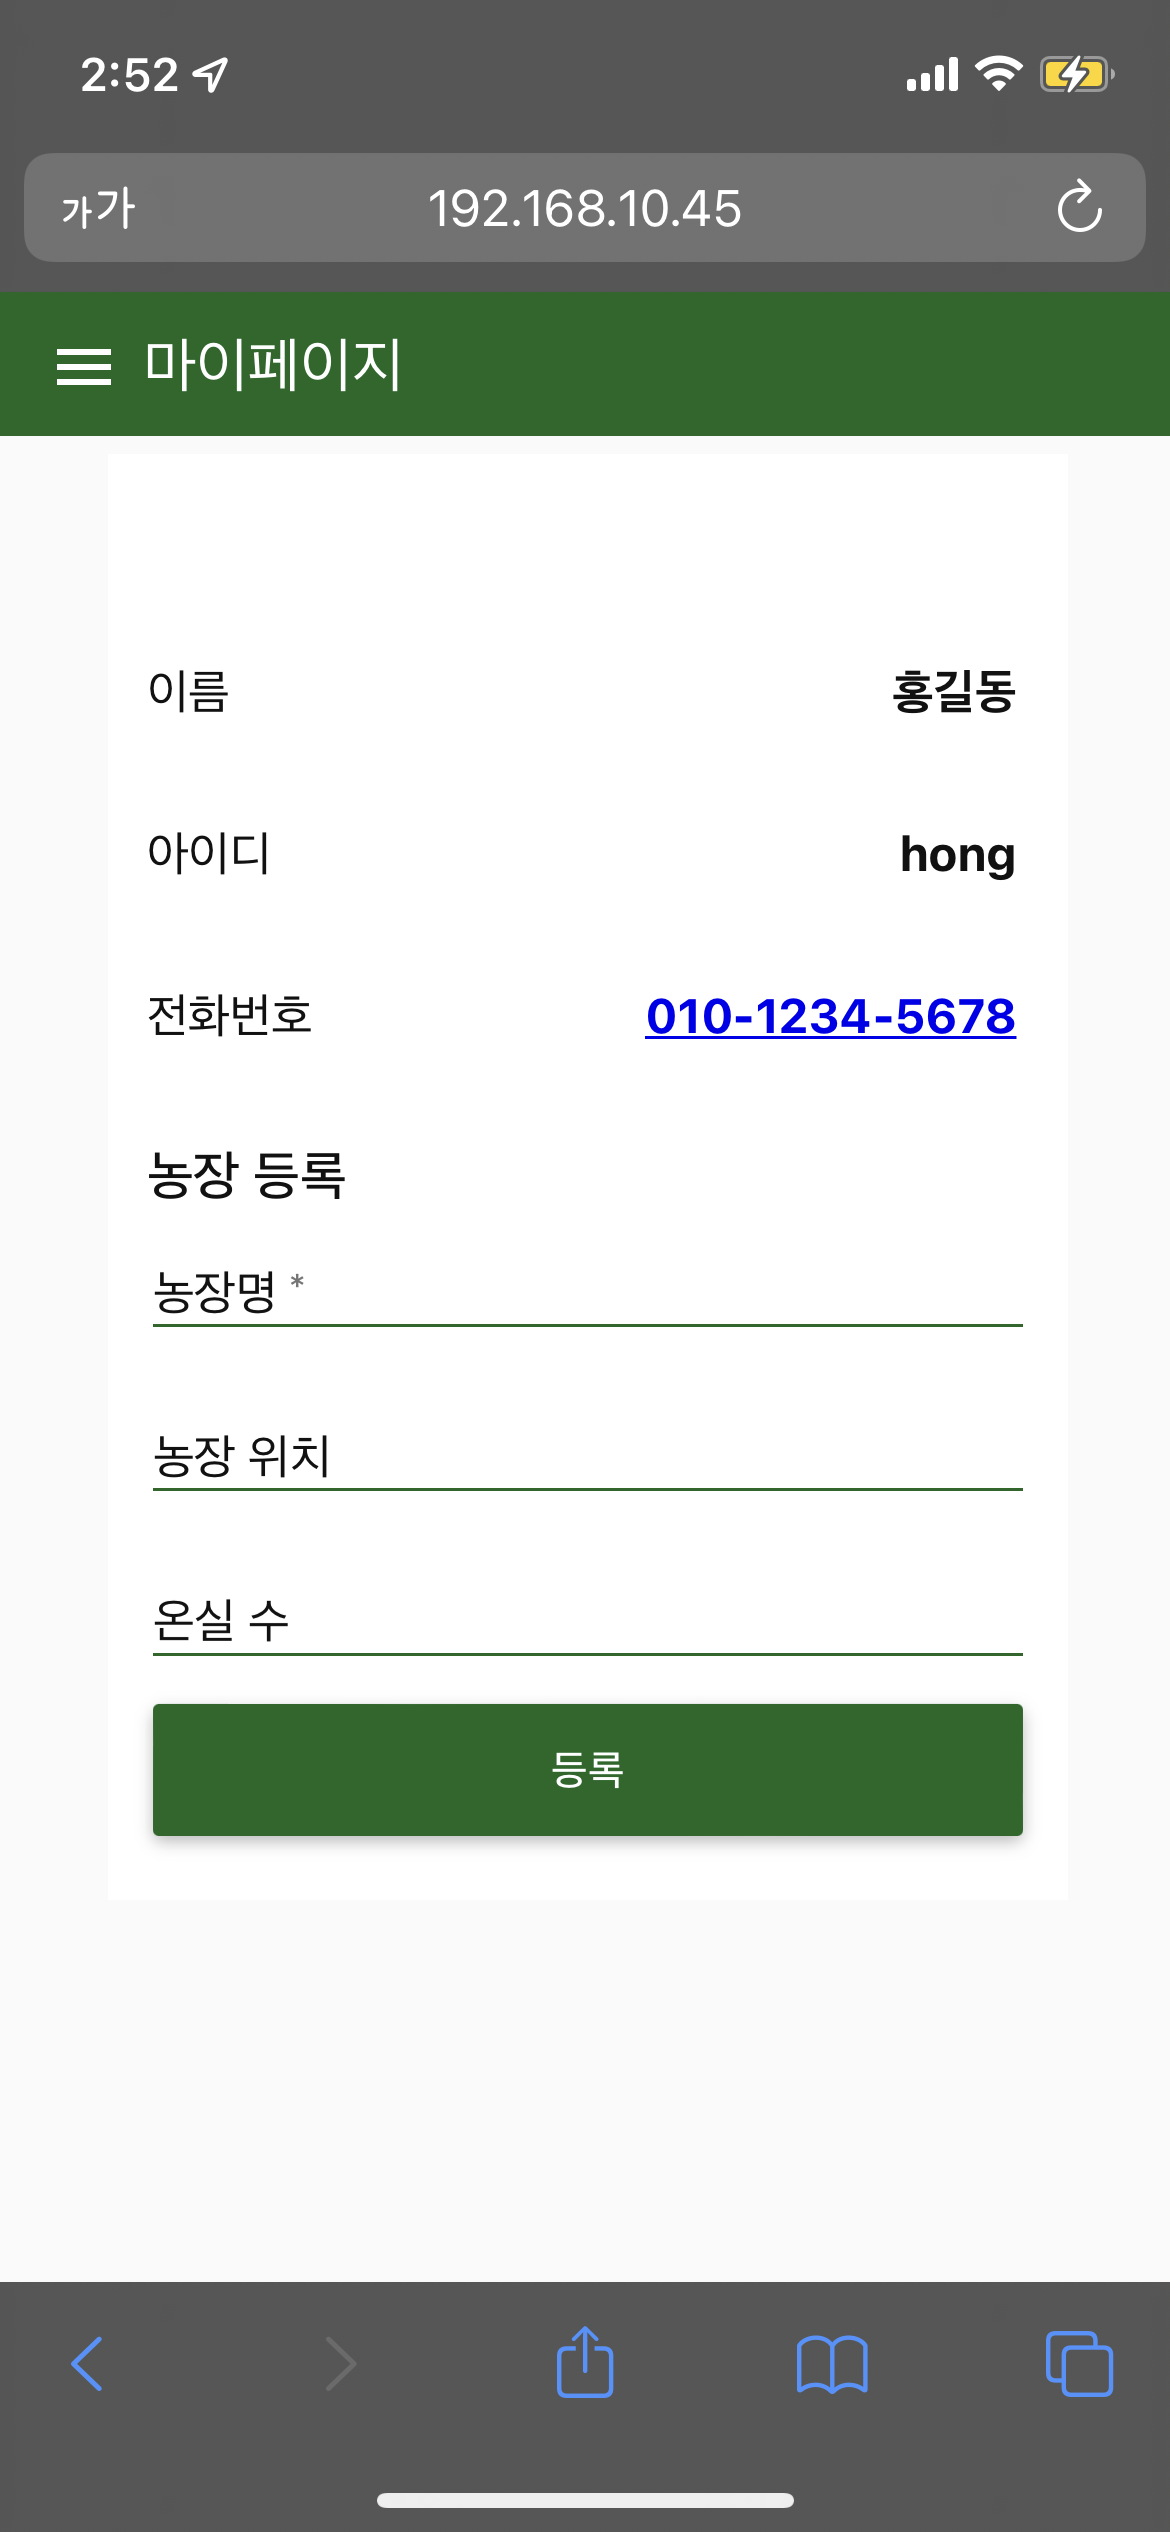 2:52
가가 192.168.10.45
마이페이지
이름 홍길동
아이디 hong
전화번호 010-1234-5678
농장 등록
농장명 *
농장 위치
온실 수
등록